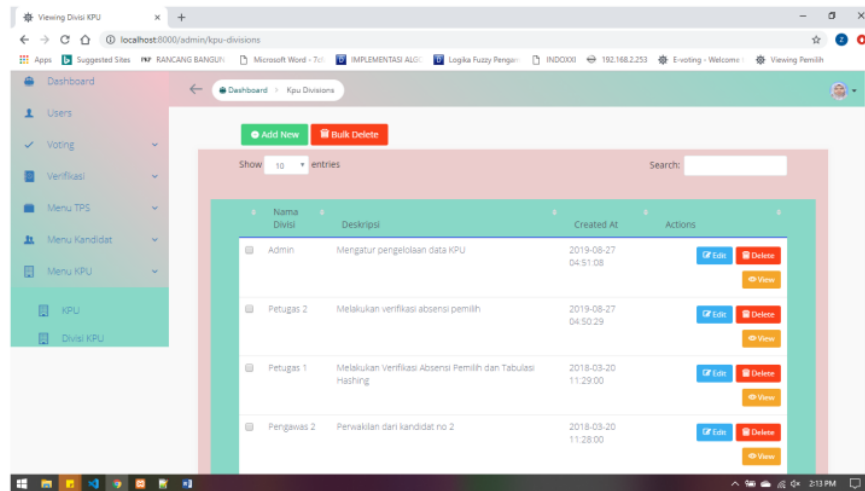 Viewing Divisi KPU
localhost:8000/admin/kpu-divisions
Apps Suggested Sites RANCANG BANGUN Microsoft Word - 7 IMPLEMENTASI Logika Fuzzy INDOXXI 192.168.2.253 E-voting - Welcome Viewing Pemilih
Dashboard
Dashboard > Kpu Divisions
Users
Voting
Verifikasi
Menu TPS
Menu Kandidat
Menu KPU
KPU
Divisi KPU
Add New Bulk Delete
Show 10 entries Search:
Nama Divisi Deskripsi Created At Actions
Admin Mengatur pengelolaan data KPU 2019-08-27 04:51:08 Edit Delete
View
Petugas 2 Melakukan verifikasi absensi pemilih 2019-08-27 04:50:29 Edit Delete
View
Petugas 1 Melakukan Verifikasi Absensi Pemilih dan Tabulasi Hashing 2018-03-20 11:29:00 Edit Delete
View
Pengawas 2 Perwakilan dari kandidat no 2 2018-03-20 11:28:00 Edit Delete
View
2:13 PM